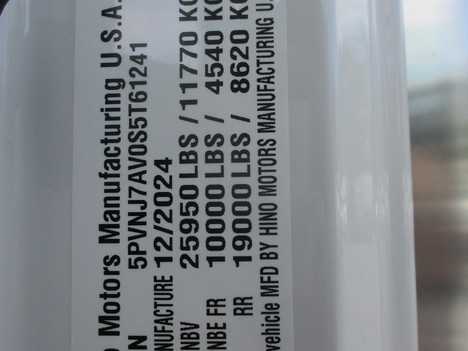 Motors Manufacturing U.S.A.
N 5PVNJ7AV0S5T61241
NUFACTURE 12/2024
NBV 25950 LBS / 11770 KG
NBE FR 10000 LBS / 4540 KG
RR 19000 LBS / 8620 KG
vehicle MFD BY HINO MOTORS MANUFACTURING U.